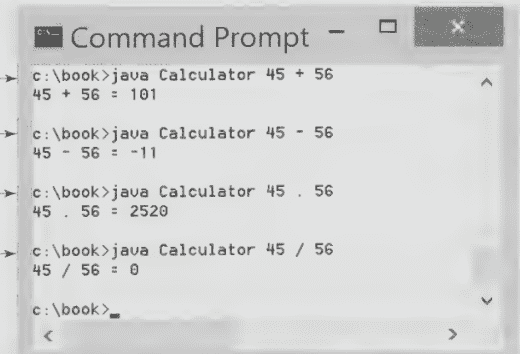 Command Prompt
c:\book>java Calculator 45 + 56
45 + 56 = 101
c:\book>java Calculator 45 - 56
45 - 56 = -11
c:\book>java Calculator 45 . 56
45 . 56 = 2520
c:\book>java Calculator 45 / 56
45 / 56 = 0
c:\book>